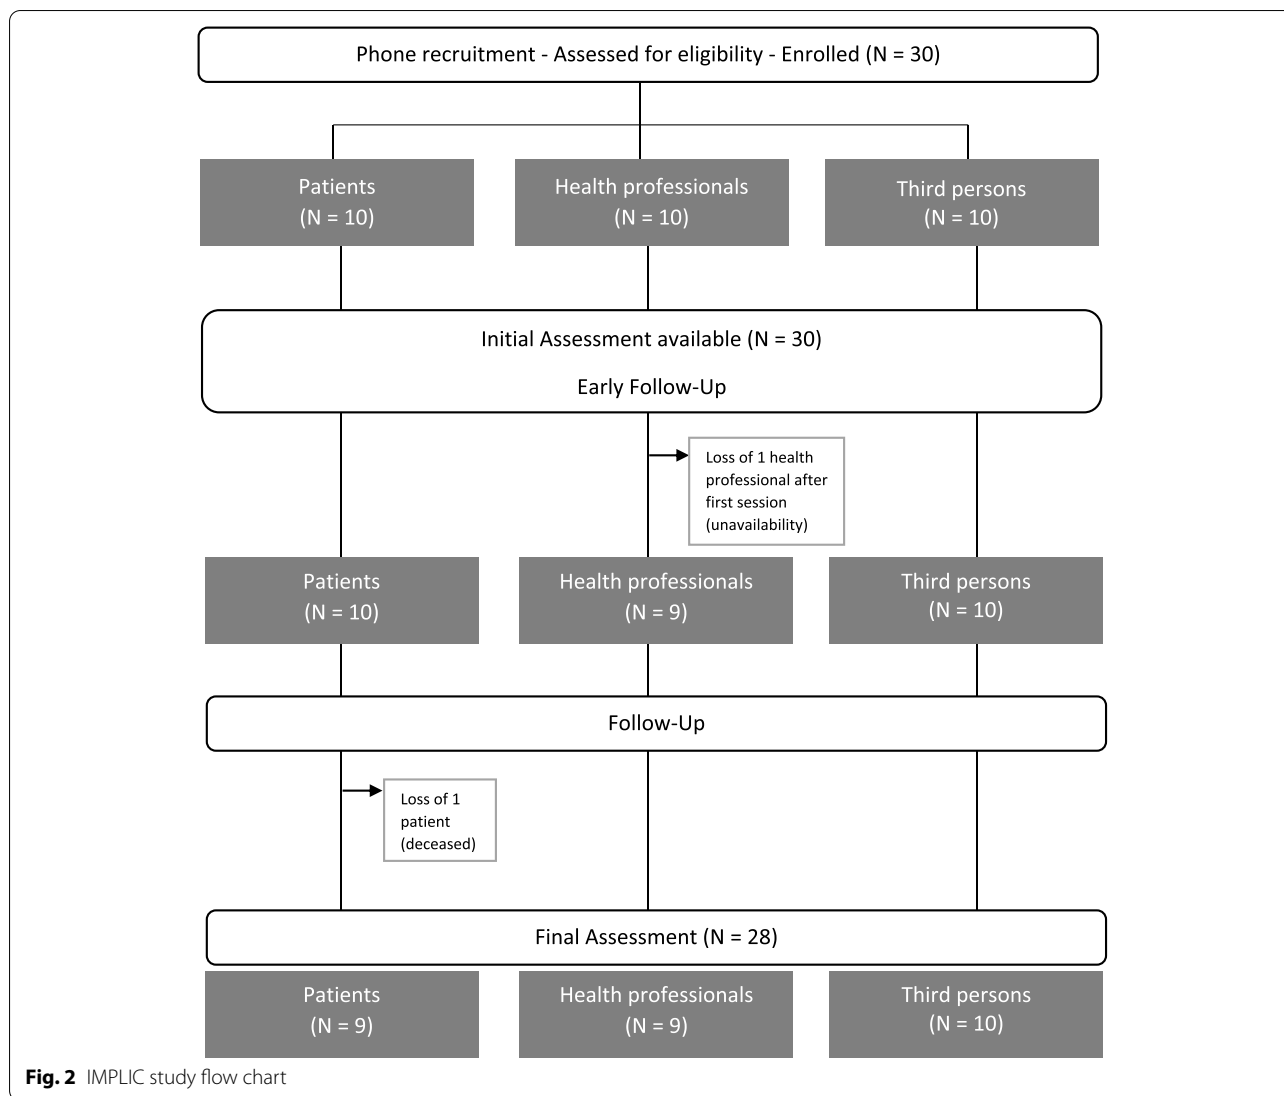 Phone recruitment - Assessed for eligibility - Enrolled (N = 30)
Patients
(N = 10)
Health professionals
(N = 10)
Third persons
(N = 10)
Initial Assessment available (N = 30)
Early Follow-Up
Loss of 1 health
professional after
first session
(unavailability)
Patients
(N = 10)
Health professionals
(N = 9)
Third persons
(N = 10)
Follow-Up
Loss of 1
patient
(deceased)
Final Assessment (N = 28)
Patients
(N = 9)
Health professionals
(N = 9)
Third persons
(N = 10)
Fig. 2 IMPLIC study flow chart